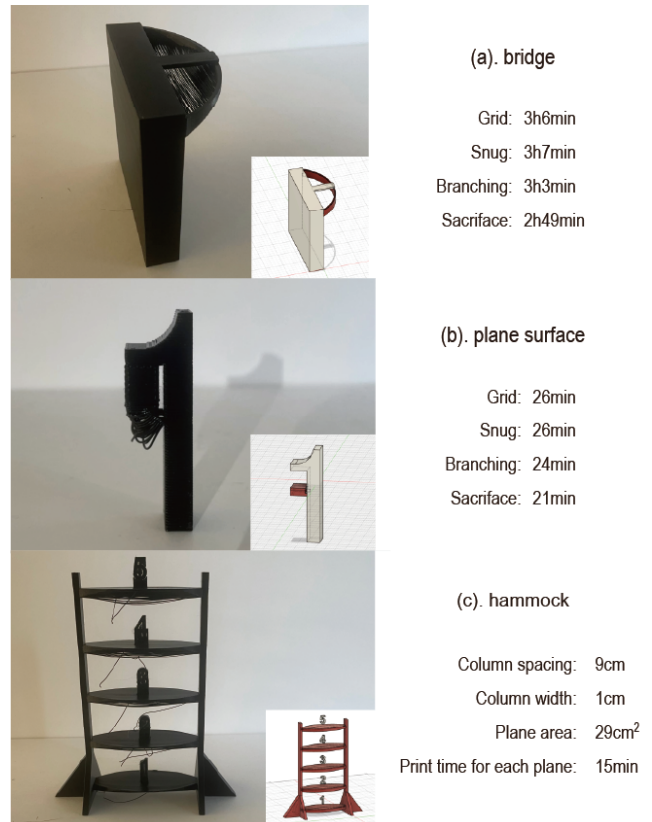 (a). bridge
Grid: 3h6min
Snug: 3h7min
Branching: 3h3min
Sacriface: 2h49min
(b). plane surface
Grid: 26min
Snug: 26min
Branching: 24min
Sacriface: 21min
(c). hammock
Column spacing: 9cm
Column width: 1cm
Plane area: 29cm²
Print time for each plane: 15min
5
4
3
2
1